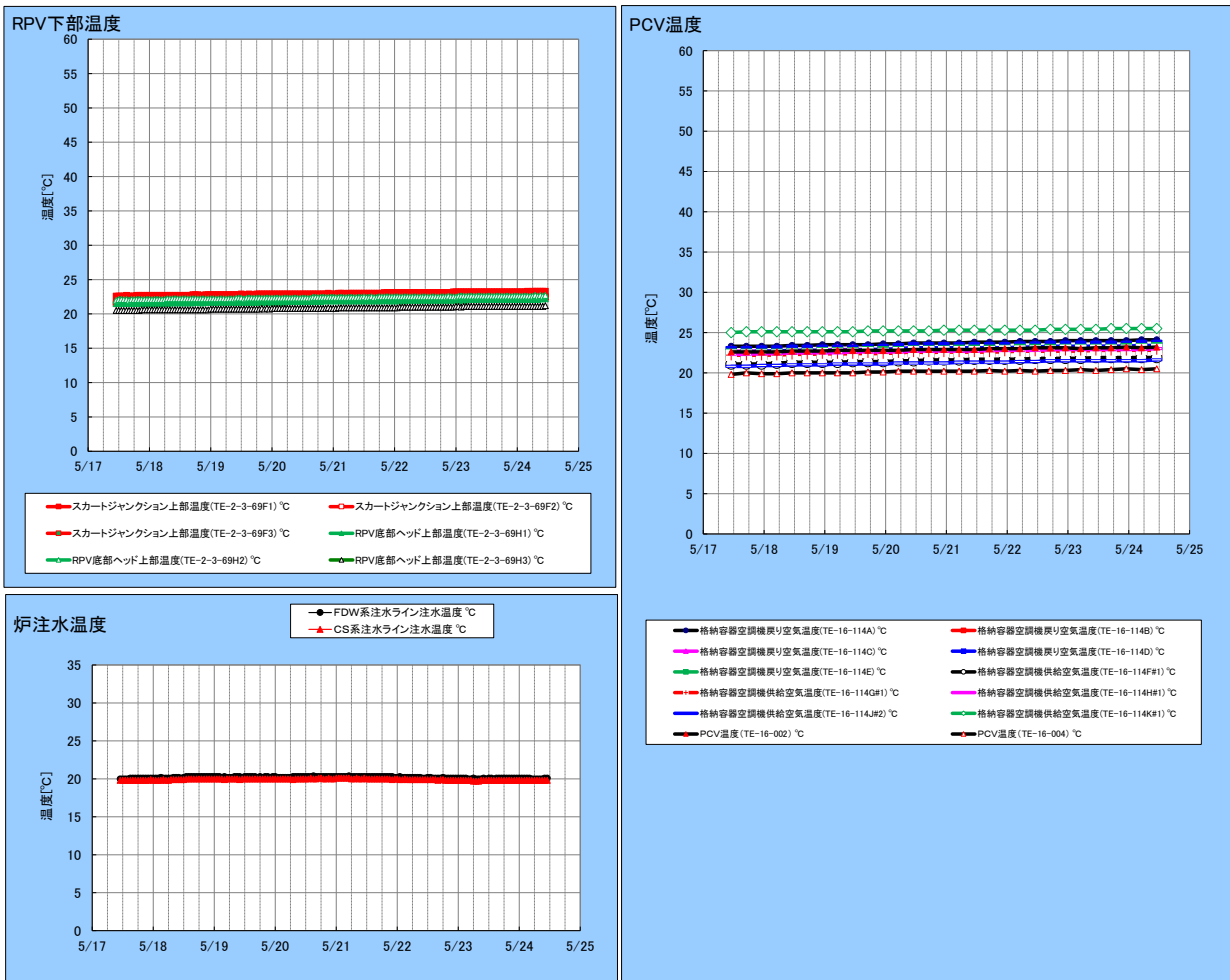 RPV下部温度
60
55
50
45
40
35
30
25
20
15
10
5
0
温度[℃]
5/17 5/18 5/19 5/20 5/21 5/22 5/23 5/24 5/25
スカートジャンクション上部温度(TE-2-3-69F1) ℃ スカートジャンクション上部温度(TE-2-3-69F2) ℃
スカートジャンクション上部温度(TE-2-3-69F3) ℃ RPV底部ヘッド上部温度(TE-2-3-69H1) ℃
RPV底部ヘッド上部温度(TE-2-3-69H2) ℃ RPV底部ヘッド上部温度(TE-2-3-69H3) ℃
炉注水温度
FDW系注水ライン注水温度 ℃
CS系注水ライン注水温度 ℃
35
30
25
20
15
10
5
0
温度[℃]
5/17 5/18 5/19 5/20 5/21 5/22 5/23 5/24 5/25
PCV温度
60
55
50
45
40
35
30
25
20
15
10
5
0
温度[℃]
5/17 5/18 5/19 5/20 5/21 5/22 5/23 5/24 5/25
格納容器空調機戻り空気温度(TE-16-114A) ℃ 格納容器空調機戻り空気温度(TE-16-114B) ℃
格納容器空調機戻り空気温度(TE-16-114C) ℃ 格納容器空調機戻り空気温度(TE-16-114D) ℃
格納容器空調機戻り空気温度(TE-16-114E) ℃ 格納容器空調機供給空気温度(TE-16-114F#1) ℃
格納容器空調機供給空気温度(TE-16-114G#1) ℃ 格納容器空調機供給空気温度(TE-16-114H#1) ℃
格納容器空調機供給空気温度(TE-16-114J#2) ℃ 格納容器空調機供給空気温度(TE-16-114K#1) ℃
PCV温度(TE-16-002) ℃ PCV温度(TE-16-004) ℃